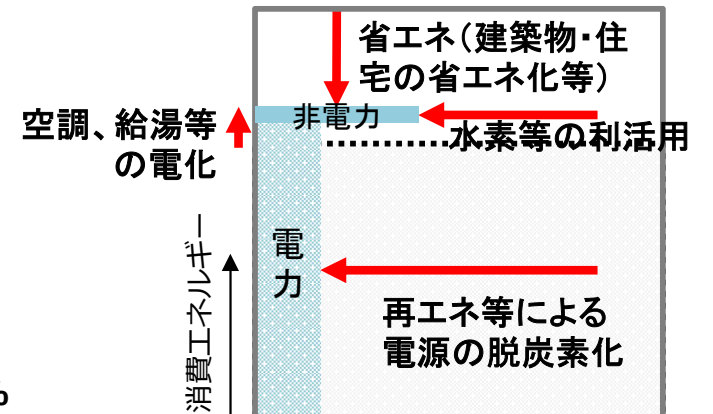 省エネ(建築物・住
宅の省エネ化等)
空調、給湯等
の電化
非電力
水素等の利活用
電
力
再エネ等による
電源の脱炭素化
消費エネルギー
%